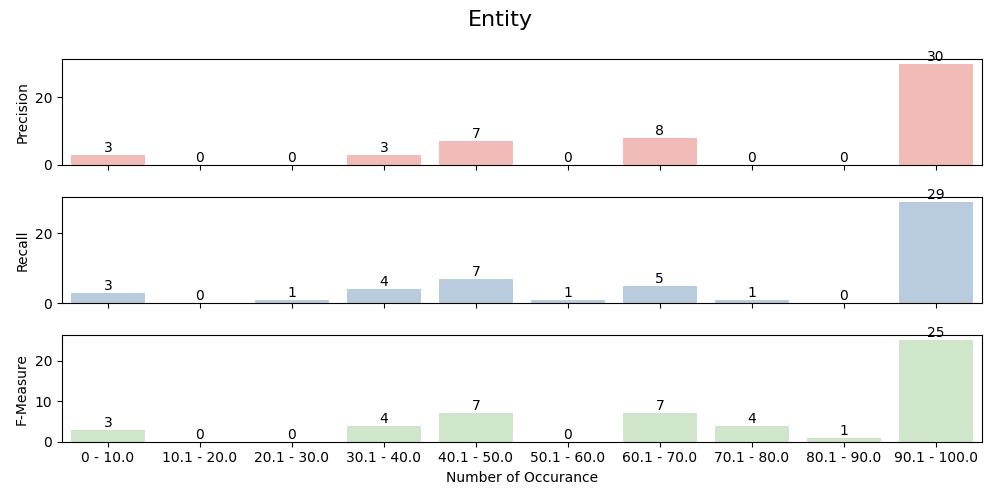 Entity
Precision
20
0
3 0 0 3 7 0 8 0 0 30
Recall
20
0
3 0 1 4 7 1 5 1 0 29
F-Measure
20
10
0
3 0 0 4 7 0 7 4 1 25
0 - 10.0 10.1 - 20.0 20.1 - 30.0 30.1 - 40.0 40.1 - 50.0 50.1 - 60.0 60.1 - 70.0 70.1 - 80.0 80.1 - 90.0 90.1 - 100.0
Number of Occurance